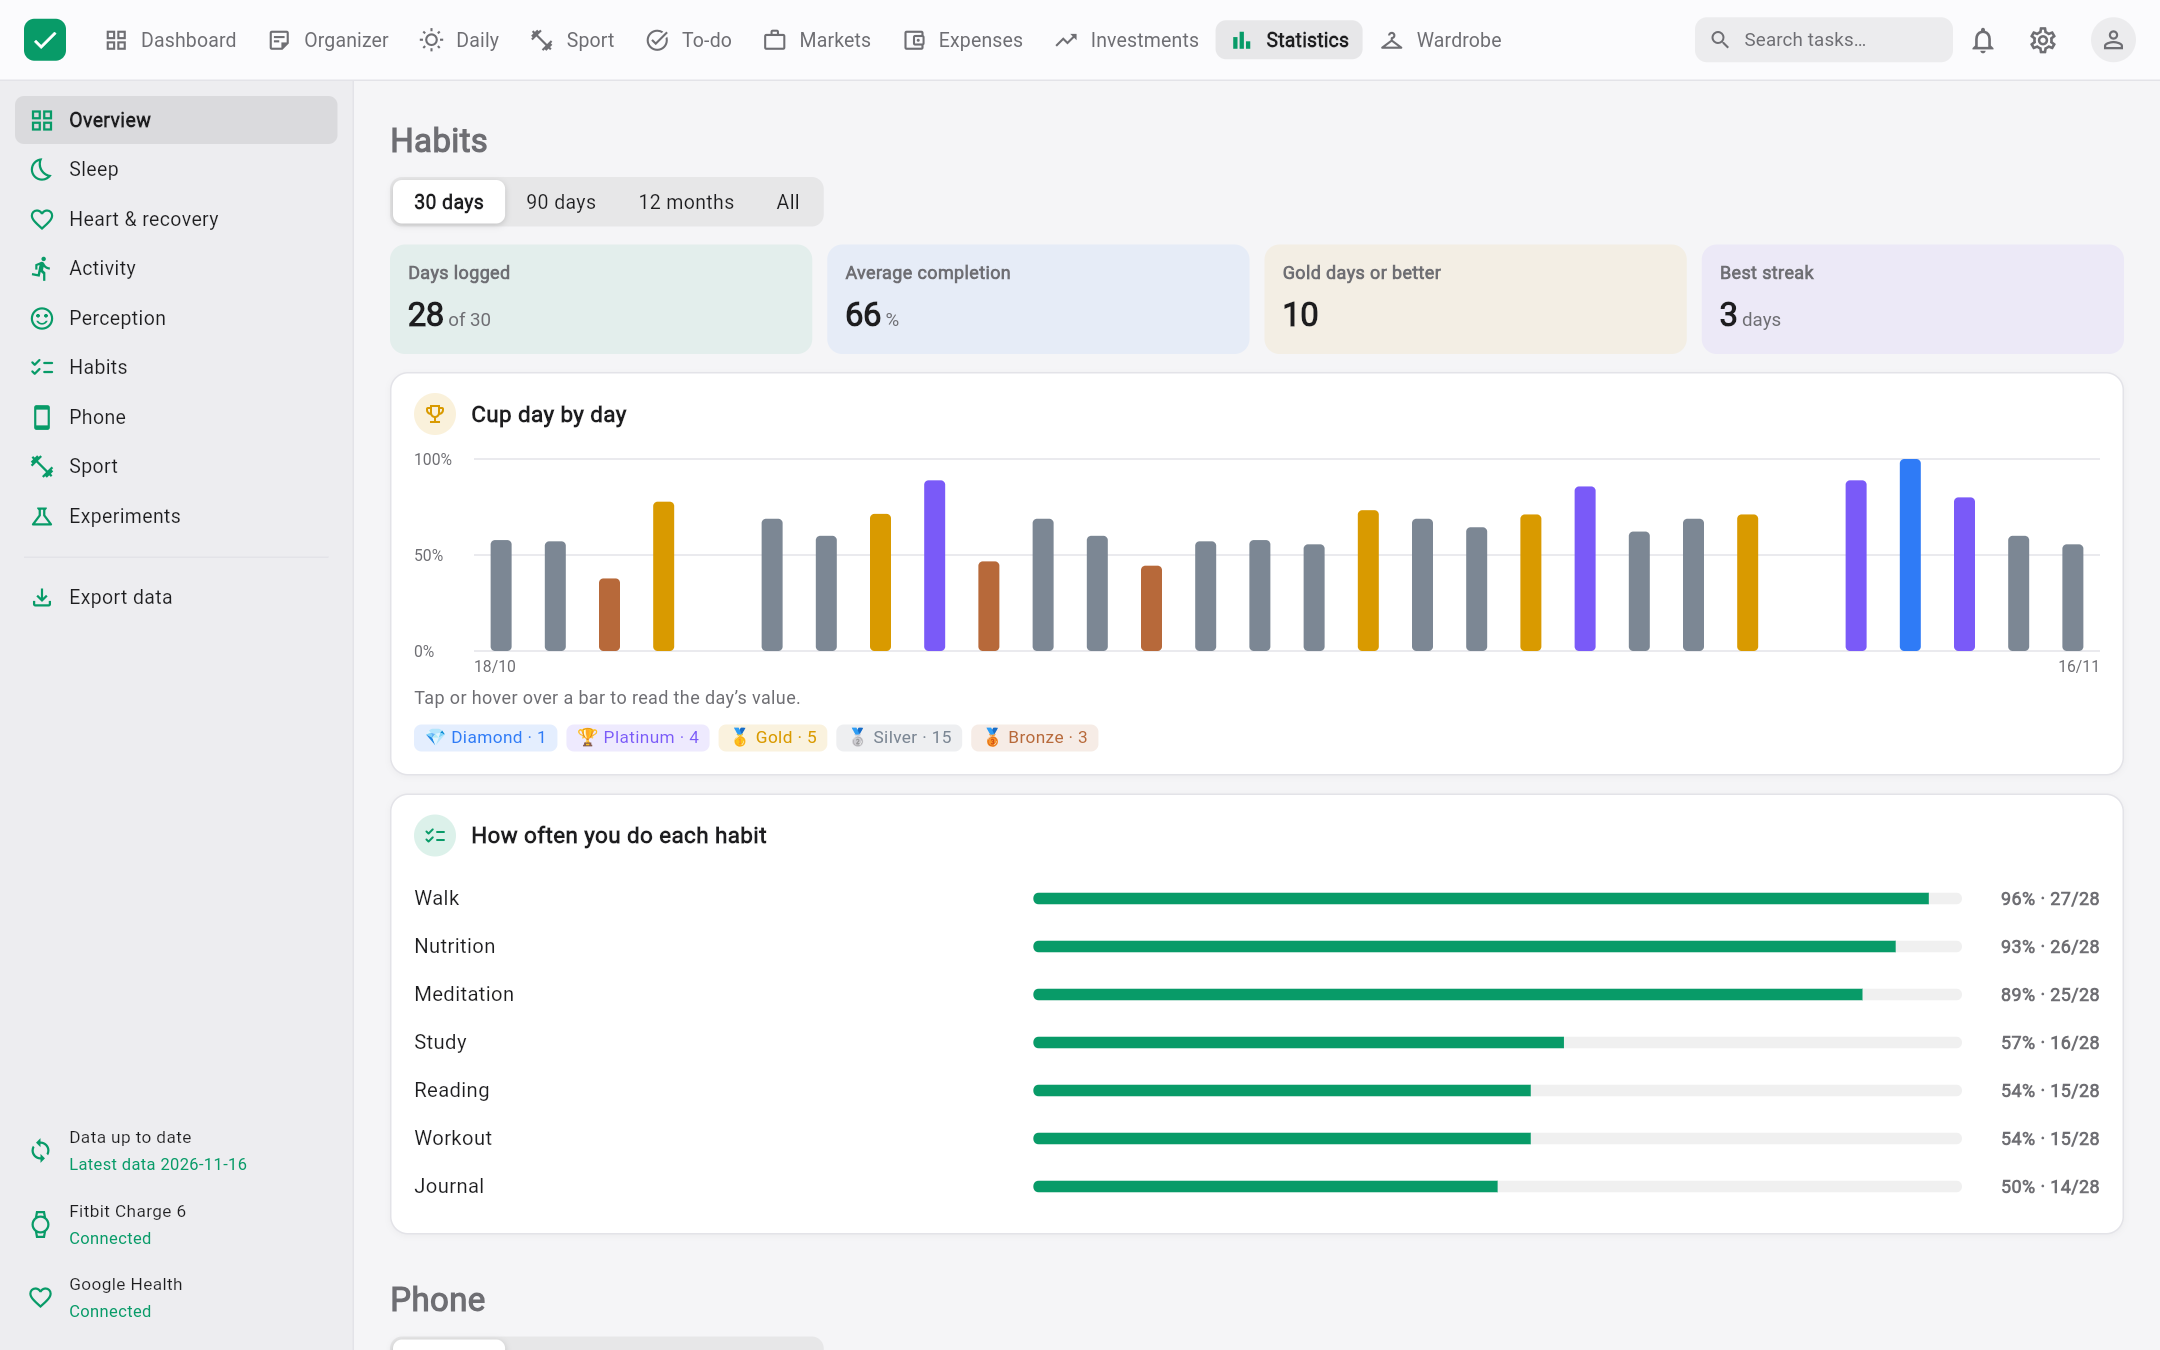 Dashboard
Organizer
Daily
Sport
To-do
Markets
Expenses
Investments
Statistics
Wardrobe
Search tasks…
Overview
Sleep
Heart & recovery
Activity
Perception
Habits
Phone
Sport
Experiments
Export data
Data up to date
Latest data 2026-11-16
Fitbit Charge 6
Connected
Google Health
Connected
Habits
30 days
90 days
12 months
All
Days logged
28 of 30
Average completion
66 %
Gold days or better
10
Best streak
3 days
Cup day by day
100%
50%
0%
18/10
16/11
Tap or hover over a bar to read the day’s value.
Diamond · 1
Platinum · 4
Gold · 5
Silver · 15
Bronze · 3
How often you do each habit
Walk 96% · 27/28
Nutrition 93% · 26/28
Meditation 89% · 25/28
Study 57% · 16/28
Reading 54% · 15/28
Workout 54% · 15/28
Journal 50% · 14/28
Phone